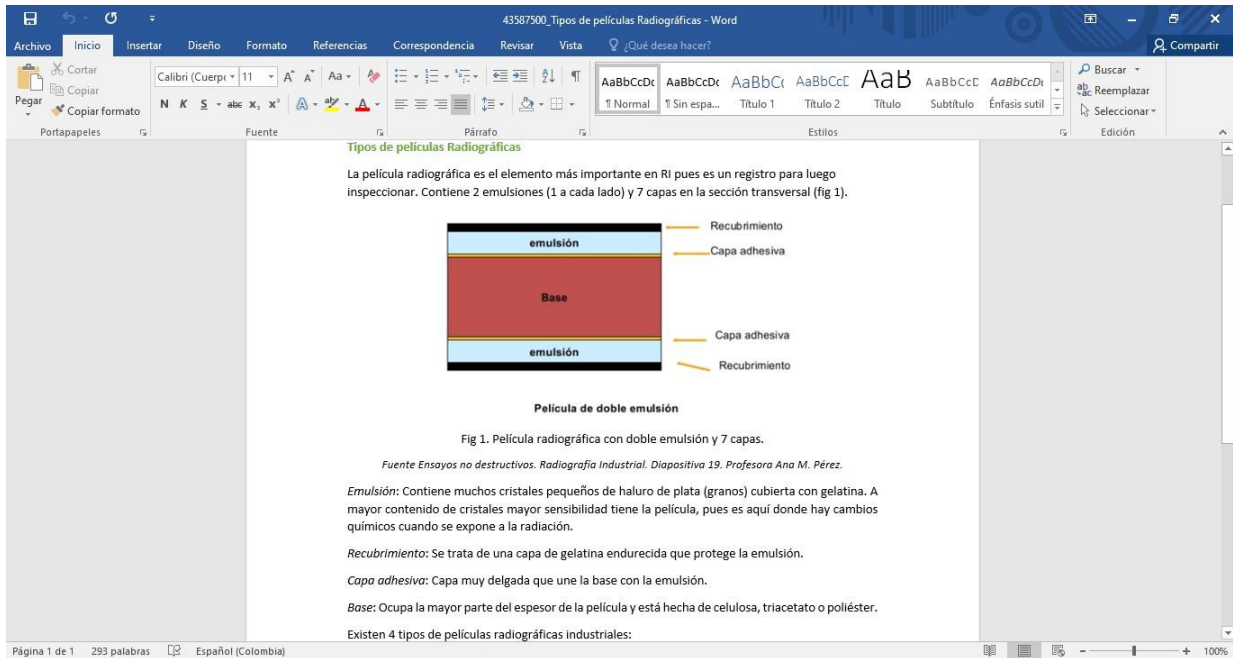 43587500_Tipos de películas Radiográficas - Word
Archivo Inicio Insertar Diseño Formato Referencias Correspondencia Revisar Vista ¿Qué desea hacer? Compartir
Pegar
Cortar
Copiar
Copiar formato
Portapapeles
Calibri (Cuerpo 11 A A Aa
N K S abc X₂ X² A ab A
Fuente
Párrafo
AaBbCcDc AaBbCcDc AaBbCc AaBbCcC AaB AaBbCcC AaBbCcDc
¶ Normal ¶ Sin espa... Título 1 Título 2 Título Subtítulo Énfasis sutil
Estilos
Buscar
Reemplazar
Seleccionar
Edición
Tipos de películas Radiográficas
La película radiográfica es el elemento más importante en RI pues es un registro para luego
inspeccionar. Contiene 2 emulsiones (1 a cada lado) y 7 capas en la sección transversal (fig 1).
Recubrimiento
emulsión
Capa adhesiva
Base
Capa adhesiva
emulsión
Recubrimiento
Película de doble emulsión
Fig 1. Película radiográfica con doble emulsión y 7 capas.
Fuente Ensayos no destructivos. Radiografía Industrial. Diapositiva 19. Profesora Ana M. Pérez.
Emulsión: Contiene muchos cristales pequeños de haluro de plata (granos) cubierta con gelatina. A
mayor contenido de cristales mayor sensibilidad tiene la película, pues es aquí donde hay cambios
químicos cuando se expone a la radiación.
Recubrimiento: Se trata de una capa de gelatina endurecida que protege la emulsión.
Capa adhesiva: Capa muy delgada que une la base con la emulsión.
Base: Ocupa la mayor parte del espesor de la película y está hecha de celulosa, triacetato o poliéster.
Existen 4 tipos de películas radiográficas industriales:
Página 1 de 1 293 palabras Español (Colombia) 100%